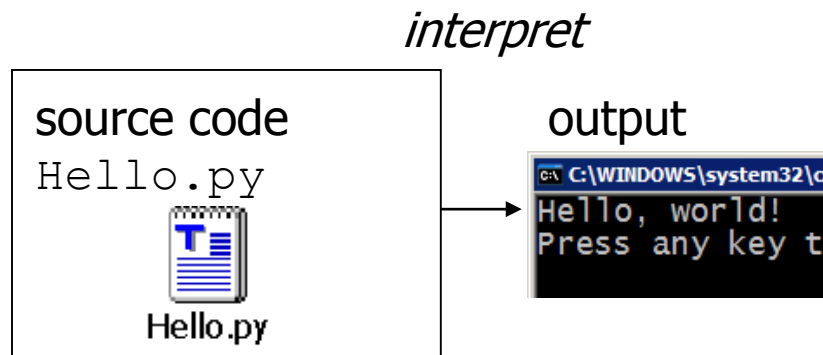 interpret
source code
Hello.py
Hello.py
output
C:\WINDOWS\system32\c
Hello, world!
Press any key t